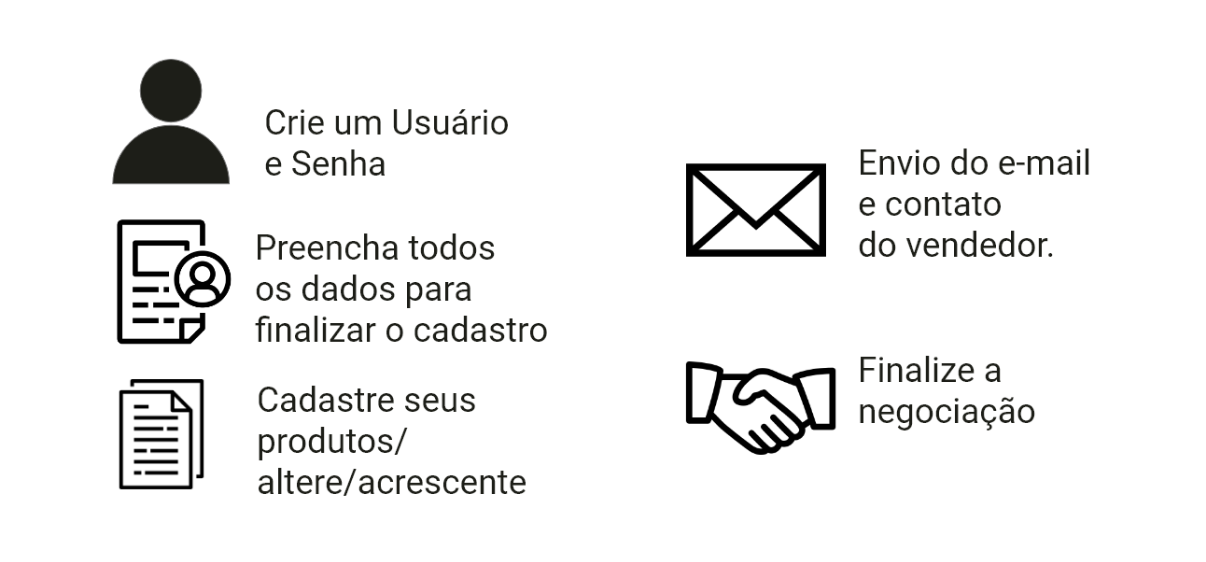 Crie um Usuário
e Senha
Preencha todos
os dados para
finalizar o cadastro
Cadastre seus
produtos/
altere/acrescente
Envio do e-mail
e contato
do vendedor.
Finalize a
negociação